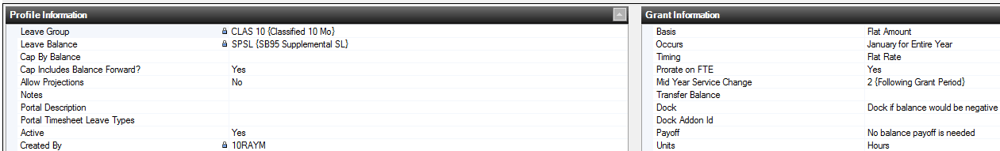 Profile Information
Leave Group CLAS 10 {Classified 10 Mo}
Leave Balance SPSL {SB95 Supplemental SL}
Cap By Balance
Cap Includes Balance Forward? Yes
Allow Projections No
Notes
Portal Description
Portal Timesheet Leave Types
Active Yes
Created By 10RAYM
Grant Information
Basis Flat Amount
Occurs January for Entire Year
Timing Flat Rate
Prorate on FTE Yes
Mid Year Service Change 2 {Following Grant Period}
Transfer Balance
Dock Dock if balance would be negative
Dock Addon Id
Payoff No balance payoff is needed
Units Hours